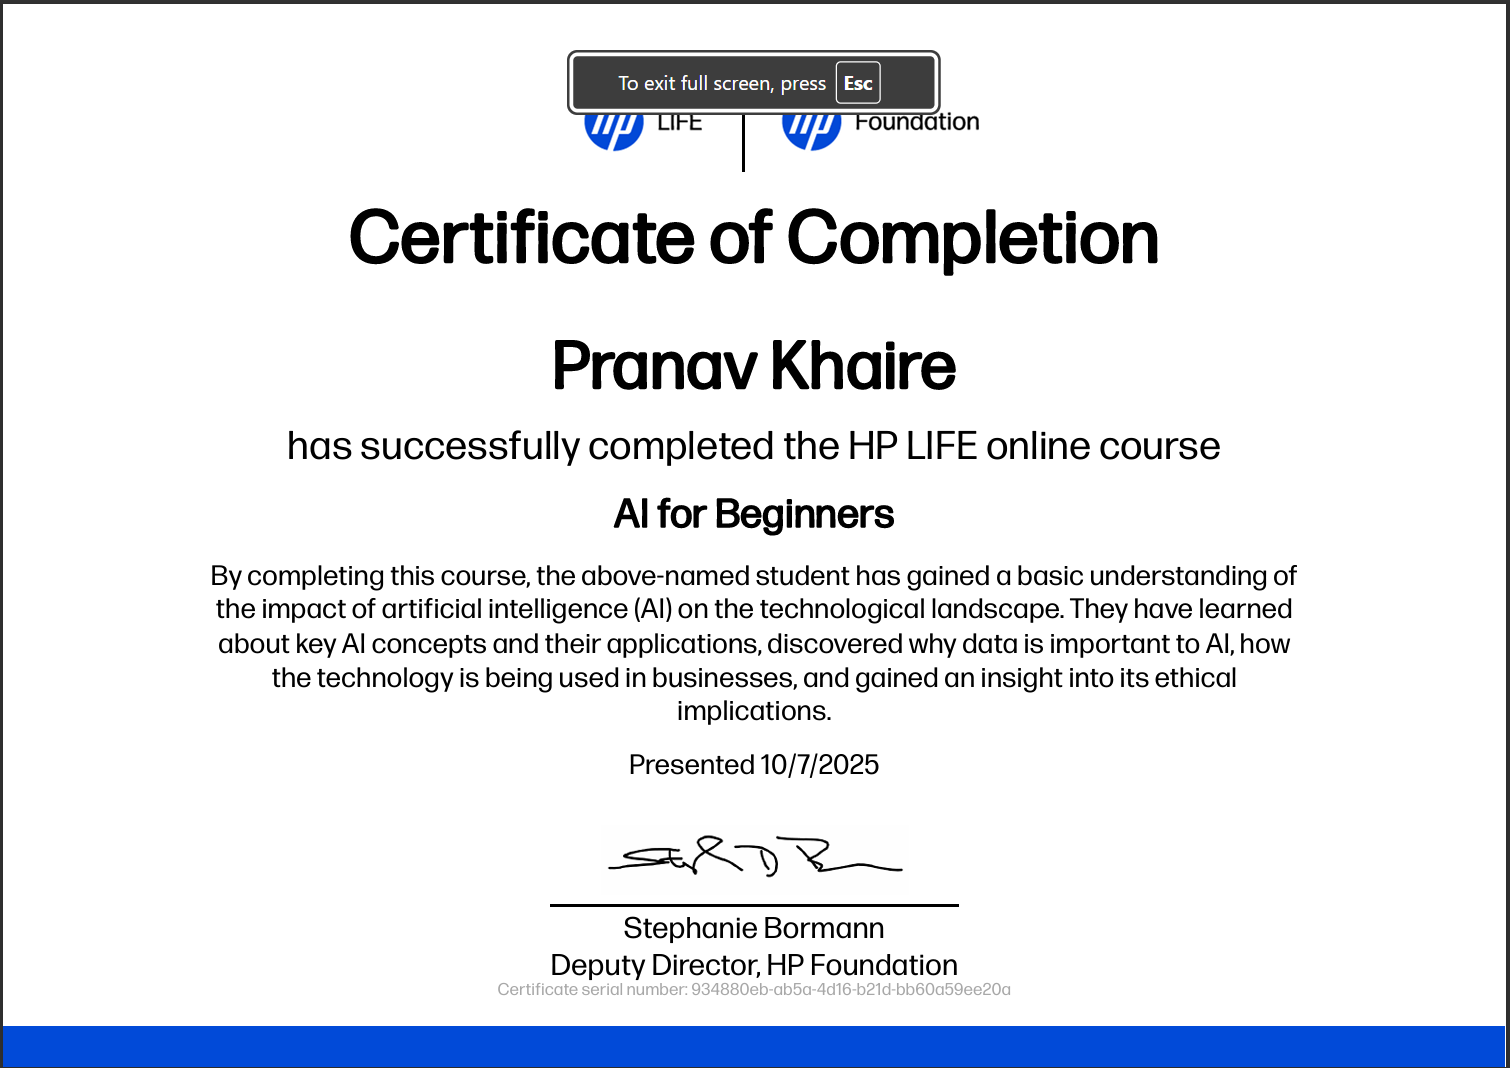 To exit full screen, press Esc
hp LIFE hp Foundation
Certificate of Completion
Pranav Khaire
has successfully completed the HP LIFE online course
AI for Beginners
By completing this course, the above-named student has gained a basic understanding of
the impact of artificial intelligence (AI) on the technological landscape. They have learned
about key AI concepts and their applications, discovered why data is important to AI, how
the technology is being used in businesses, and gained an insight into its ethical
implications.
Presented 10/7/2025
Stephanie Bormann
Deputy Director, HP Foundation
Certificate serial number: 934880eb-ab5a-4d16-b21d-bb60a59ee20a